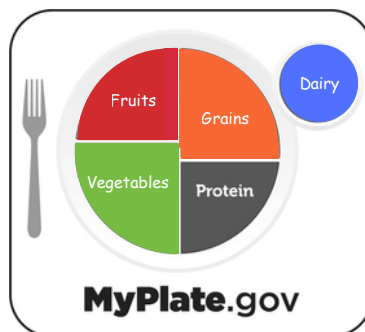 Dairy
Fruits
Grains
Vegetables
Protein
MyPlate.gov